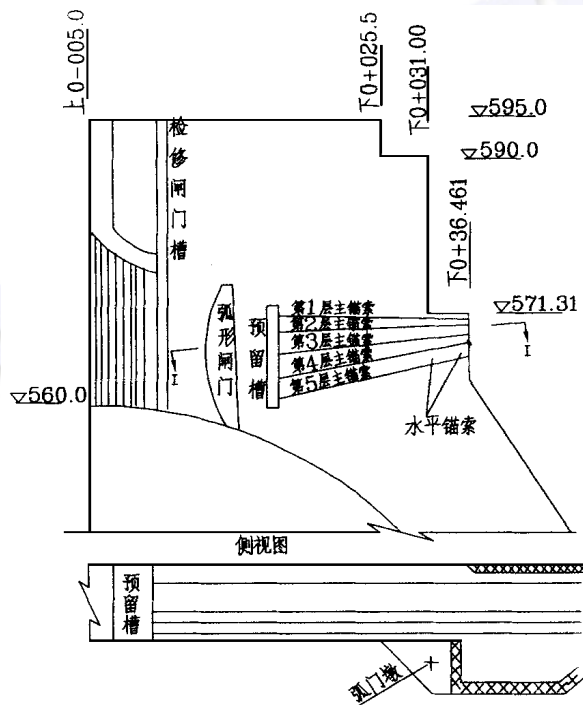 上0-005.0
下0+025.5
下0+031.00
▽595.0
▽590.0
检修闸门槽
下0+36.461
▽571.31
第1层主锚索
第2层主锚索
第3层主锚索
第4层主锚索
第5层主锚索
弧形闸门
预留槽
I
I
▽560.0
水平锚索
侧视图
预留槽
弧门墩